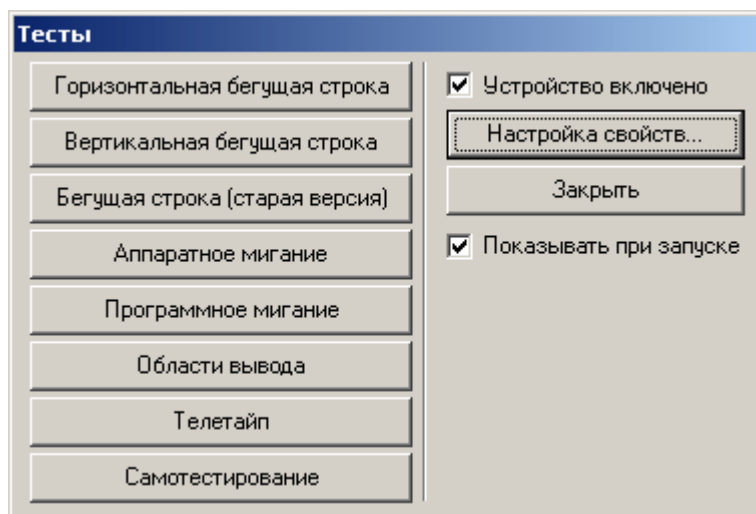 Тесты
Горизонтальная бегущая строка
Вертикальная бегущая строка
Бегущая строка (старая версия)
Аппаратное мигание
Программное мигание
Области вывода
Телетайп
Самотестирование
Устройство включено
Настройка свойств...
Закрыть
Показывать при запуске